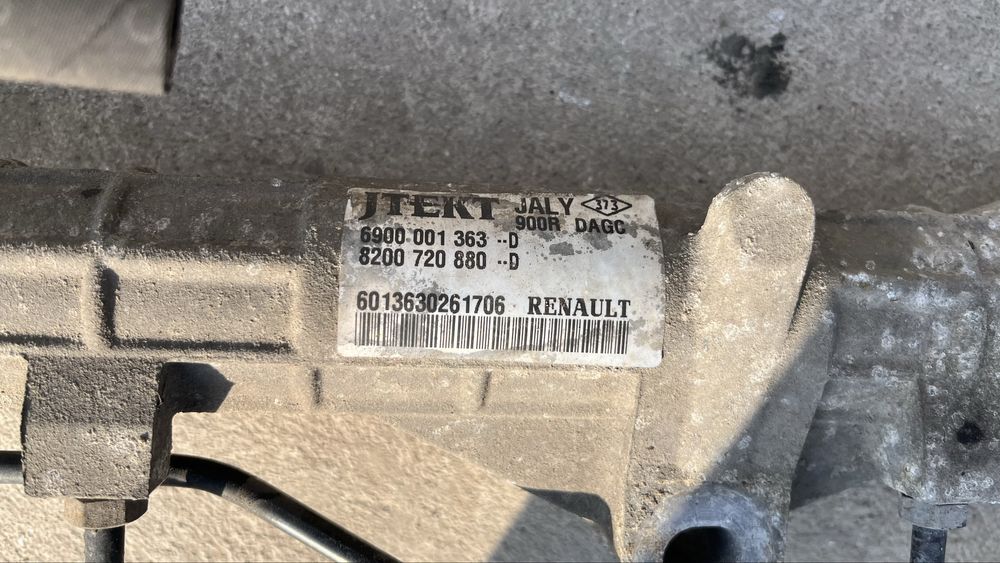 JTEKT JALY 373
900R DAGC
6900 001 363 --D
8200 720 880 --D
6013630261706 RENAULT